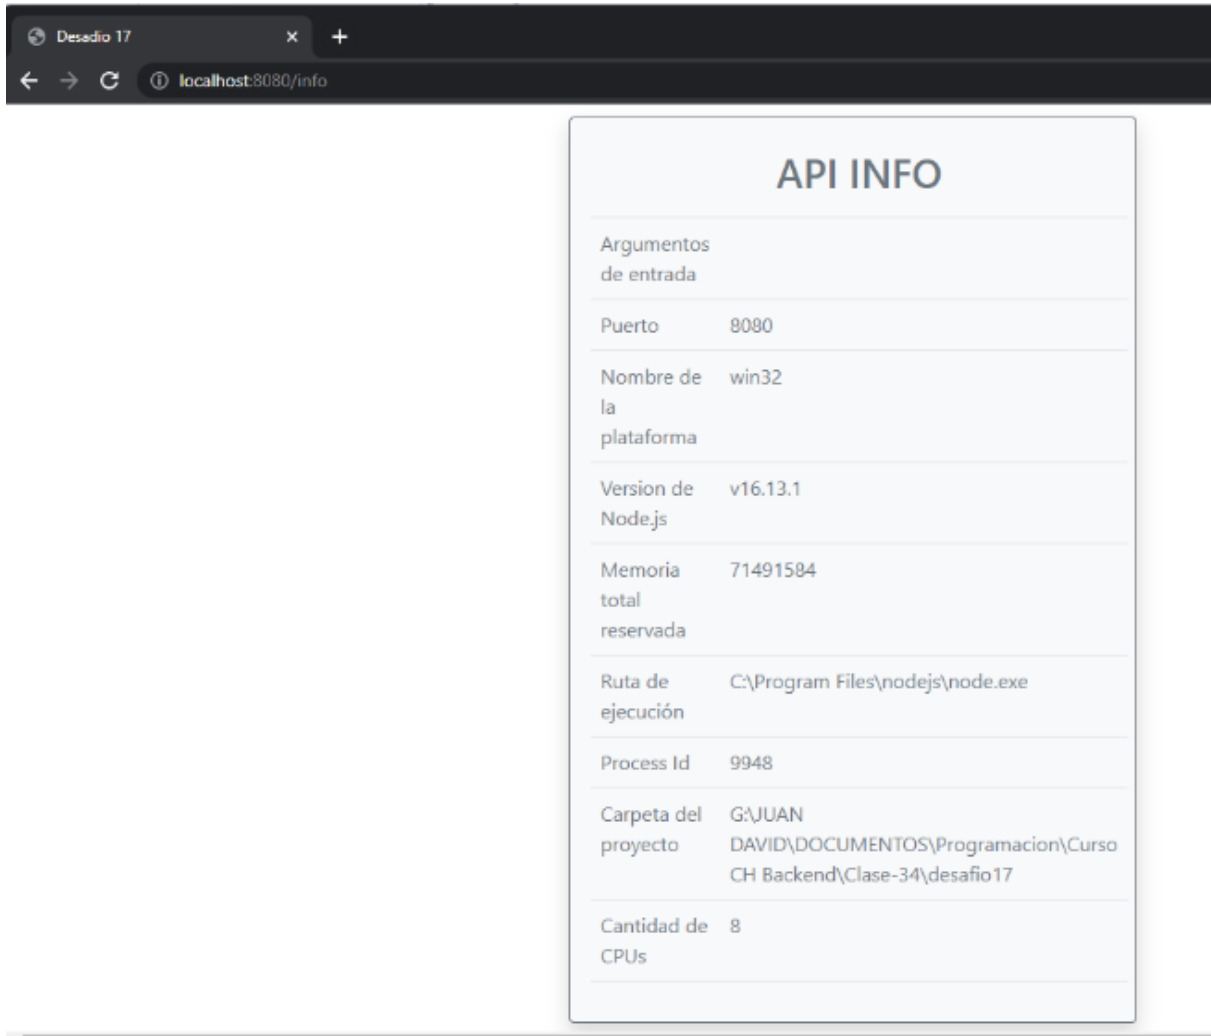 Desadio 17
localhost:8080/info
API INFO
Argumentos
de entrada
Puerto 8080
Nombre de win32
la
plataforma
Version de v16.13.1
Node.js
Memoria 71491584
total
reservada
Ruta de C:\Program Files\nodejs\node.exe
ejecución
Process Id 9948
Carpeta del G:\JUAN
proyecto DAVID\DOCUMENTOS\Programacion\Curso
CH Backend\Clase-34\desafio17
Cantidad de 8
CPUs